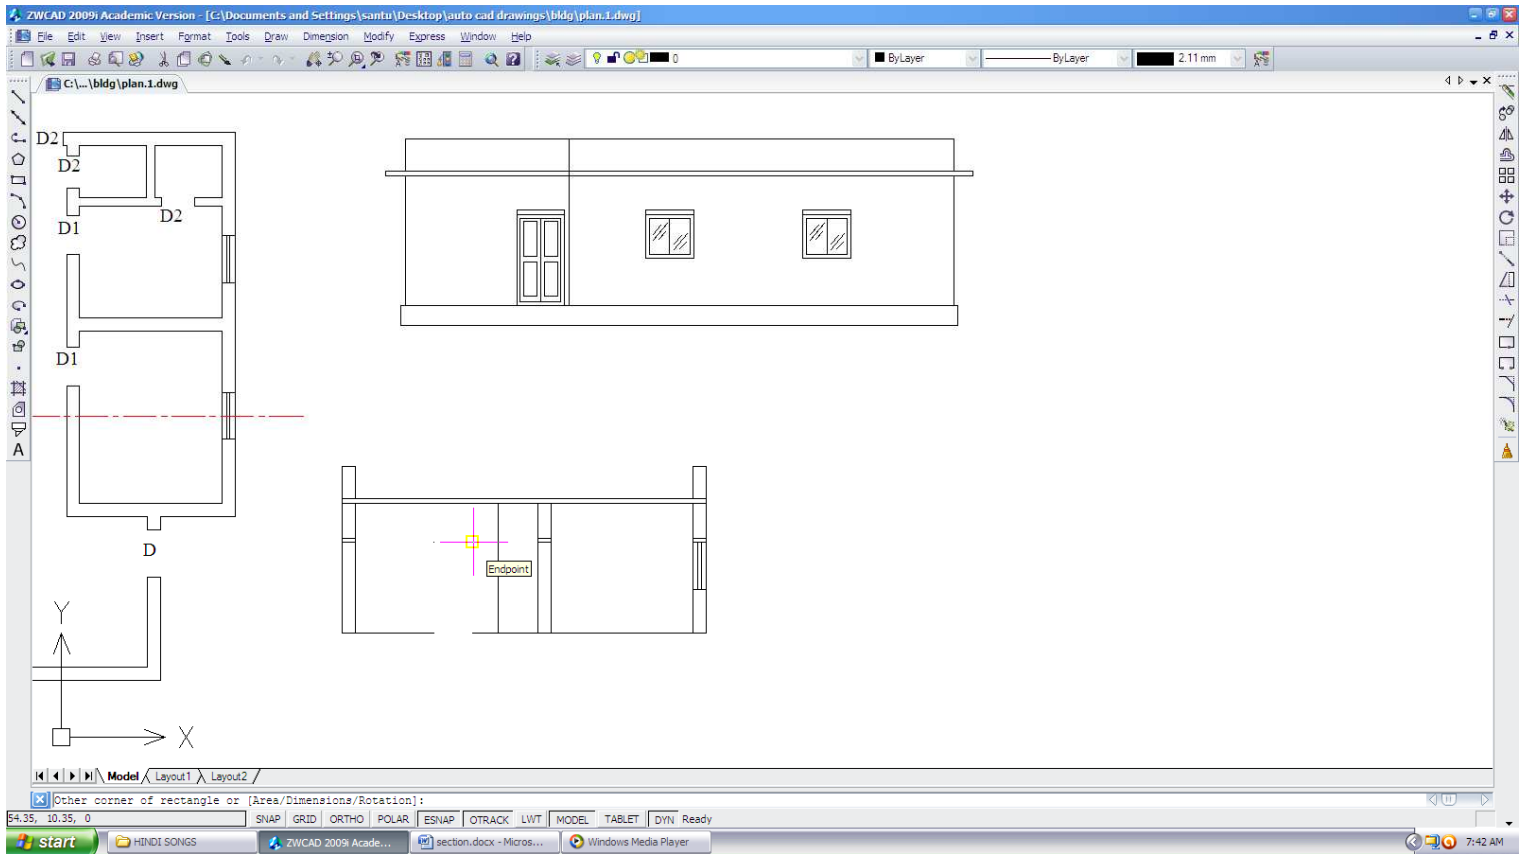 ZWCAD 2009i Academic Version - [C:\Documents and Settings\santu\Desktop\auto cad drawings\bldg\plan.1.dwg]
File Edit View Insert Format Tools Draw Dimension Modify Express Window Help
0 ByLayer ByLayer 2.11 mm
C:\...\bldg\plan.1.dwg
D2
D2
D2
D1
D1
D
Endpoint
Y
X
A
Model Layout1 Layout2
Other corner of rectangle or [Area/Dimensions/Rotation]:
54.35, 10.35, 0 SNAP GRID ORTHO POLAR ESNAP OTRACK LWT MODEL TABLET DYN Ready
start HINDI SONGS ZWCAD 2009i Acade... section.docx - Micros... Windows Media Player 7:42 AM